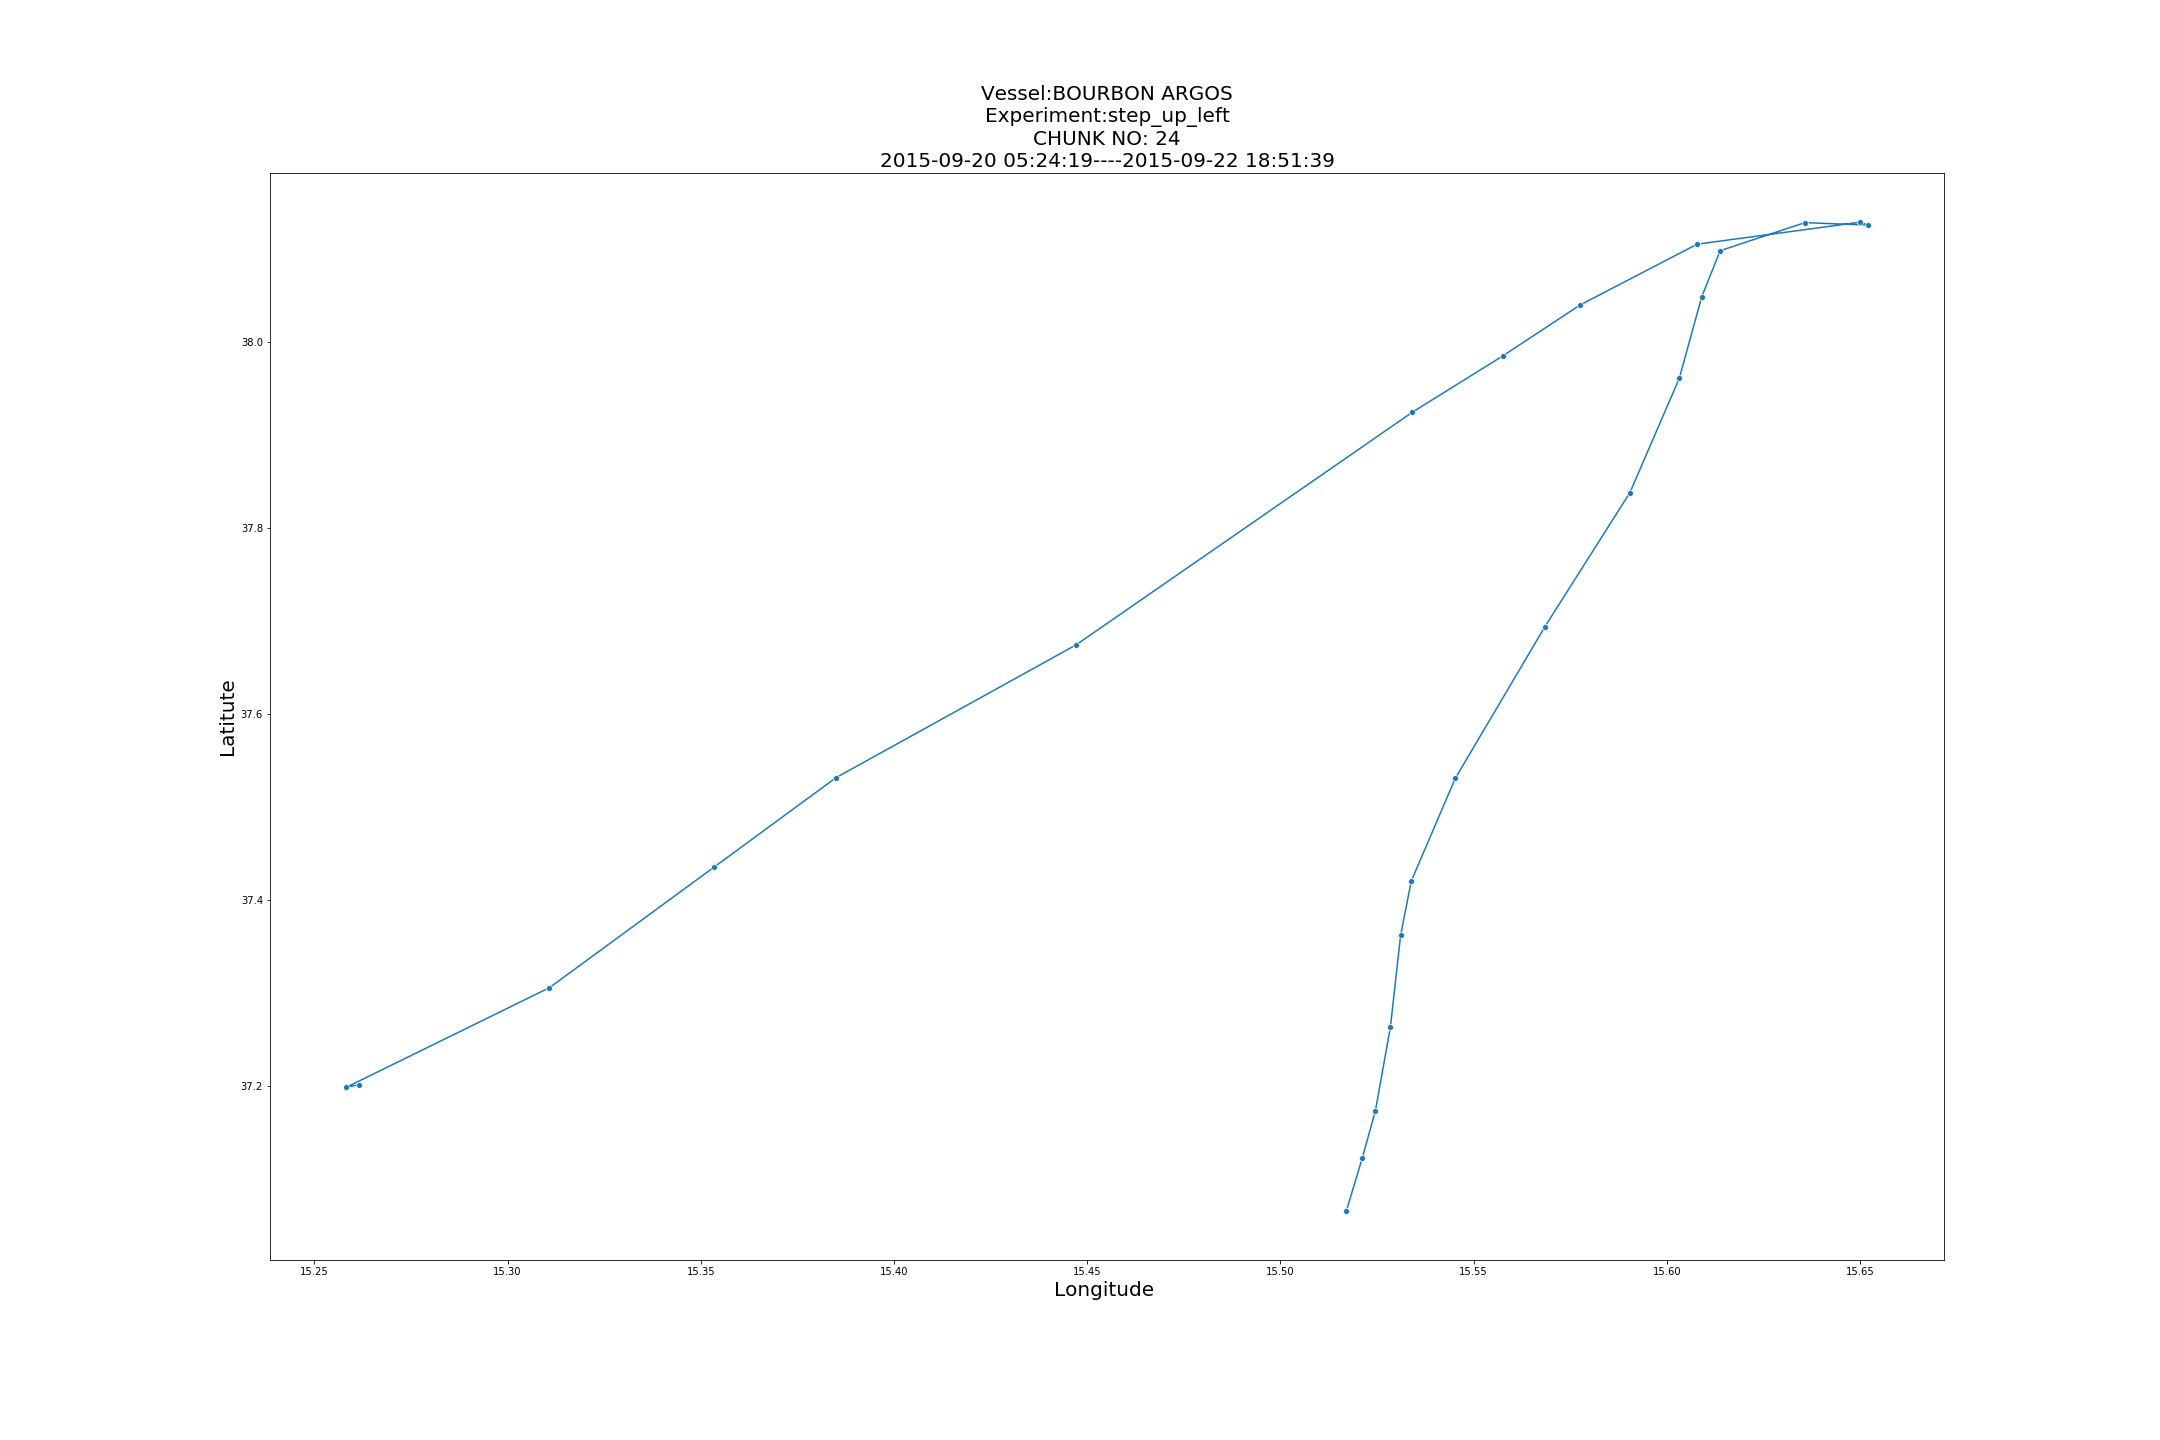 Vessel:BOURBON ARGOS
Experiment:step_up_left
CHUNK NO: 24
2015-09-20 05:24:19----2015-09-22 18:51:39
38.0
37.8
37.6
37.4
37.2
Latitute
15.25 15.30 15.35 15.40 15.45 15.50 15.55 15.60 15.65
Longitude